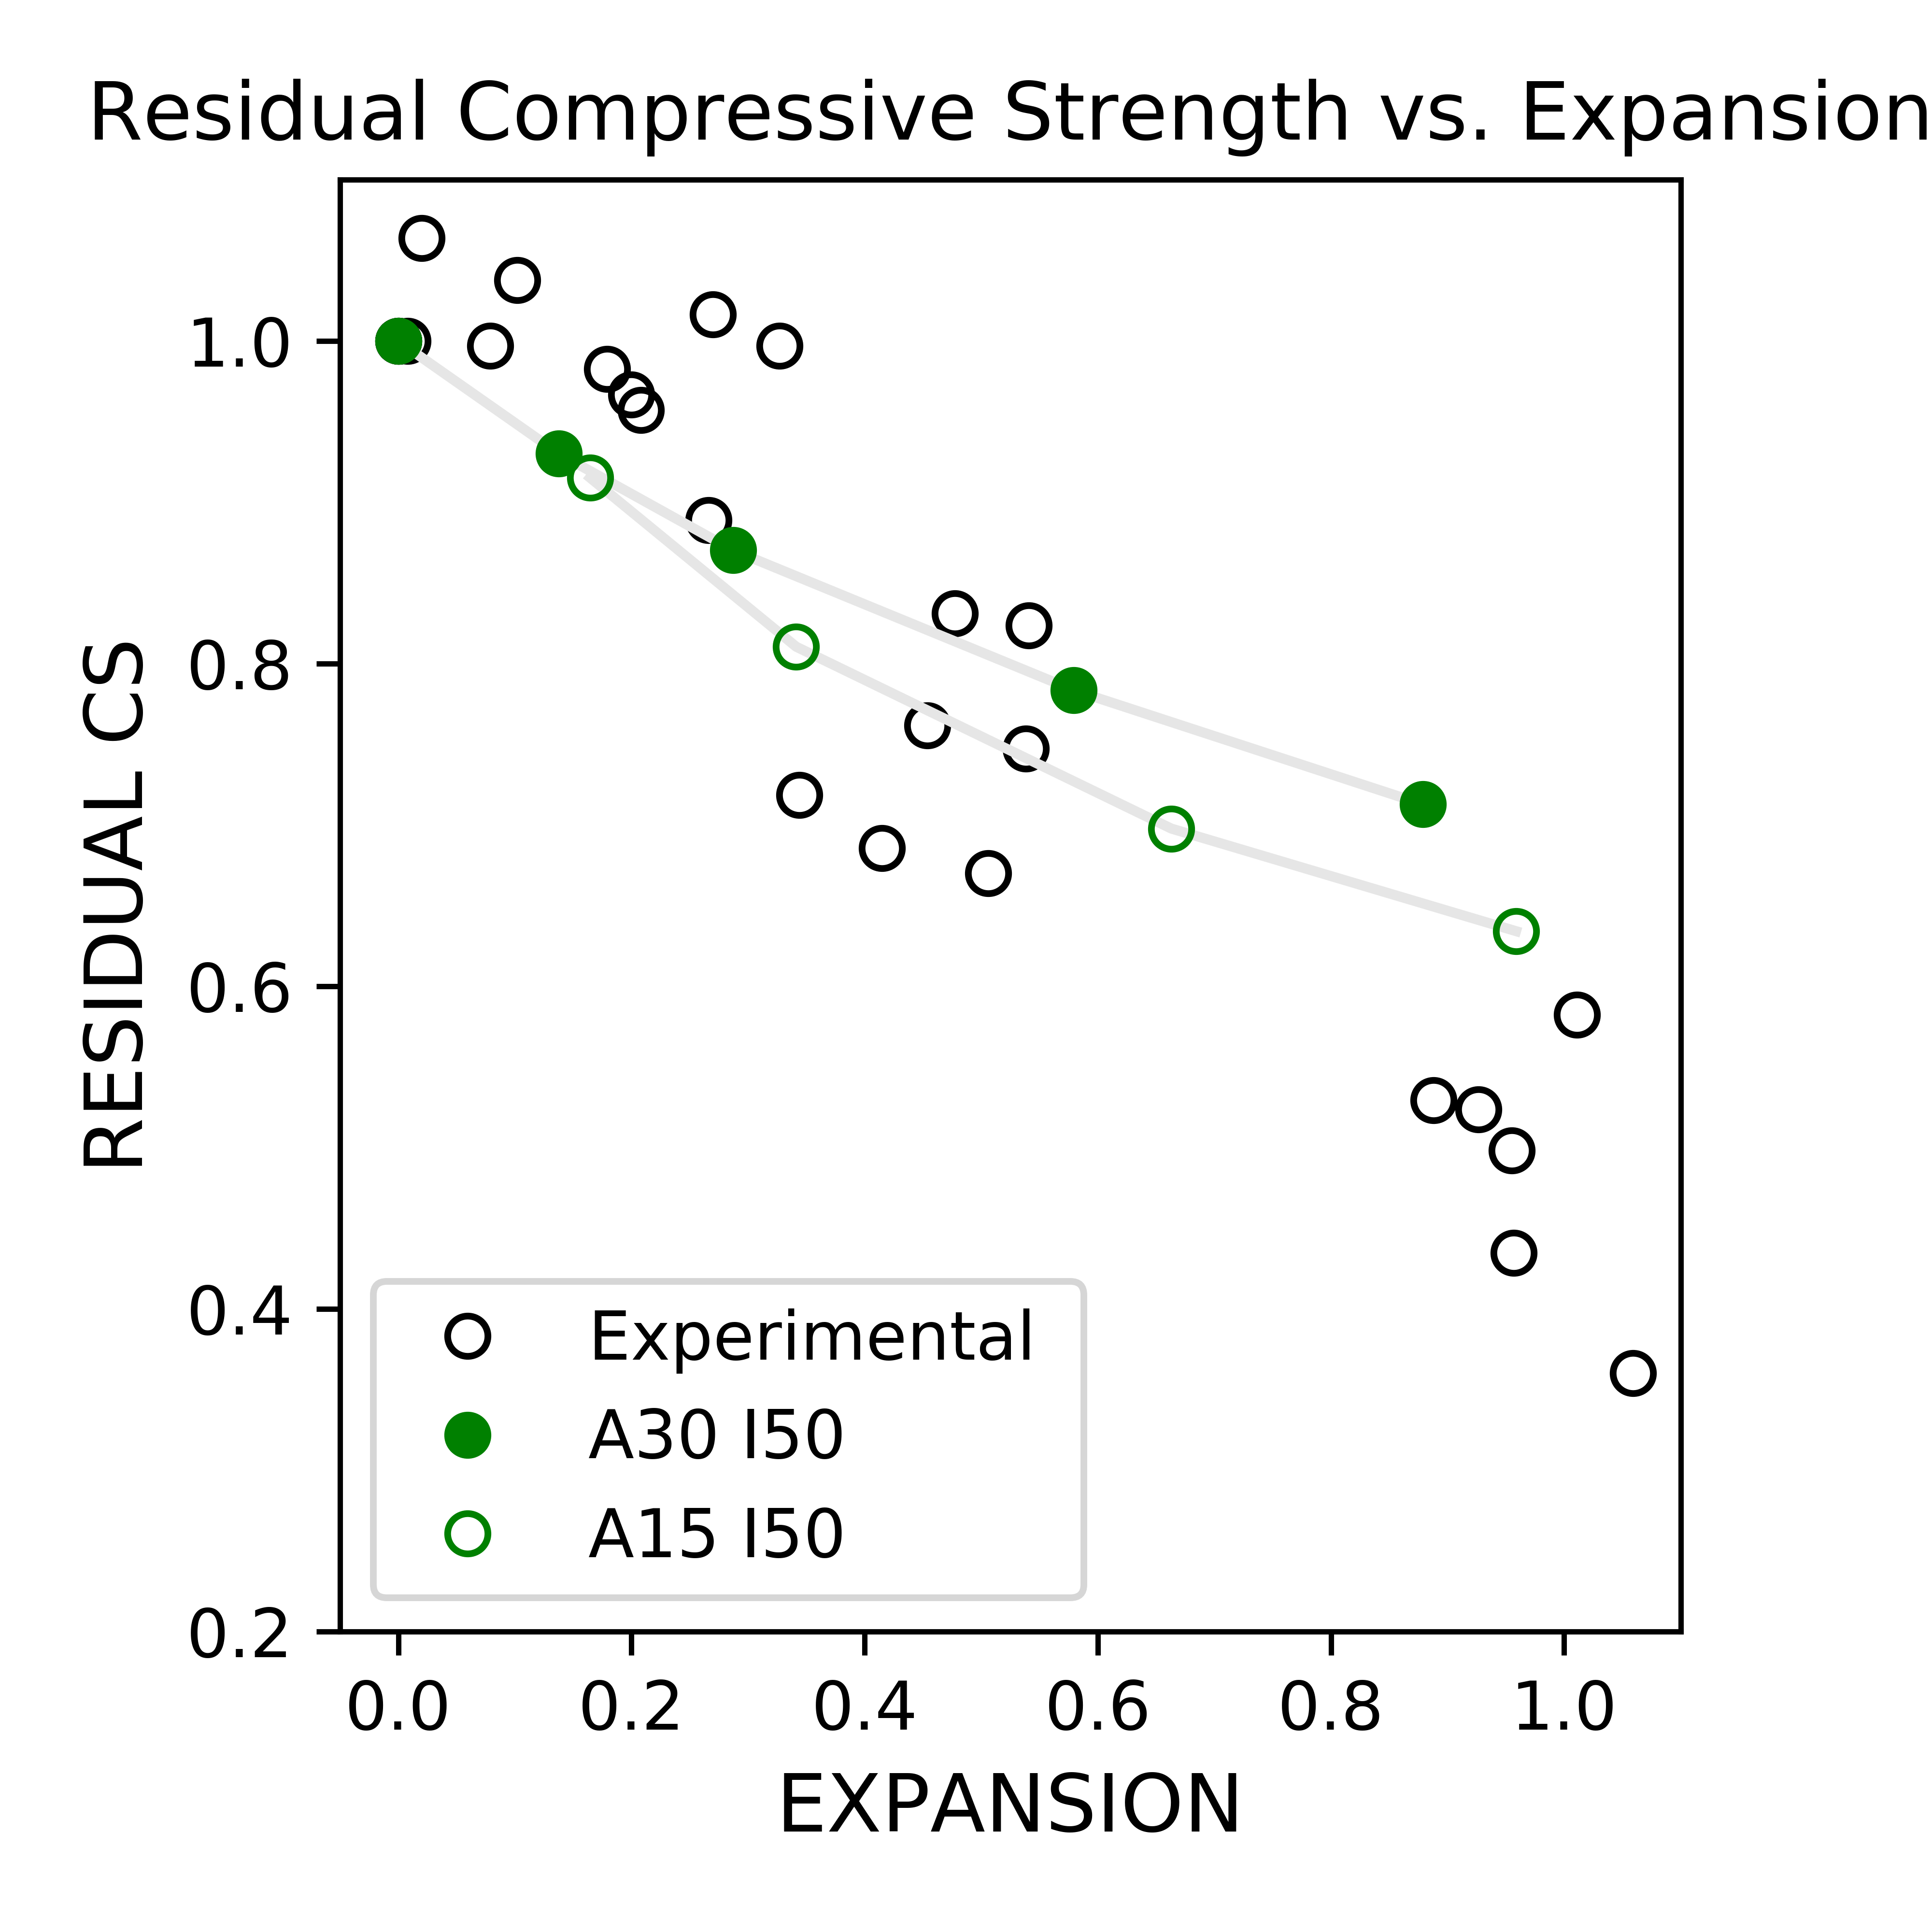 Residual Compressive Strength vs. Expansion
RESIDUAL CS
1.0
0.8
0.6
0.4
0.2
Experimental
A30 I50
A15 I50
0.0 0.2 0.4 0.6 0.8 1.0
EXPANSION